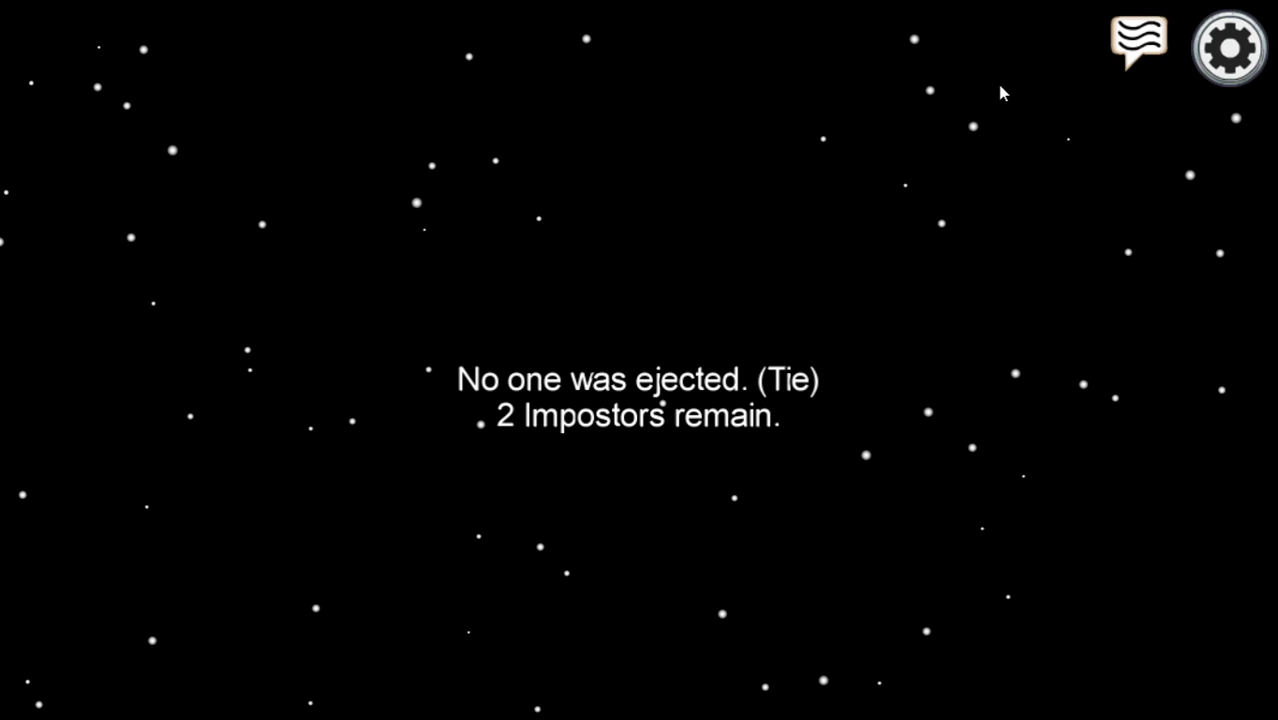 No one was ejected. (Tie)
2 Impostors remain.